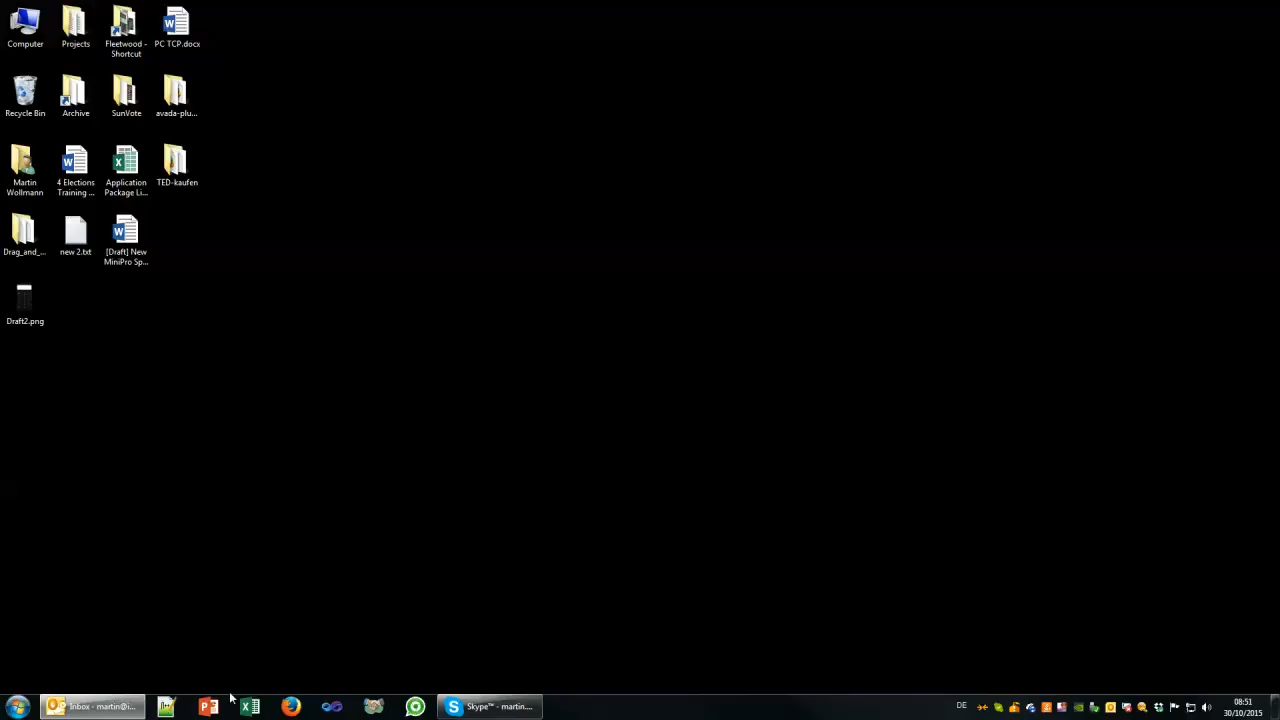 Computer
Projects
Fleetwood -
Shortcut
PC TCP.docx
Recycle Bin
Archive
SunVote
avada-plu...
Martin
Wollmann
4 Elections
Training ...
Application
Package Li...
TED-kaufen
Drag_and_...
new 2.txt
[Draft] New
MiniPro Sp...
Draft2.png
Inbox - martin@i...
Skype™ - martin....
DE
08:51
30/10/2015